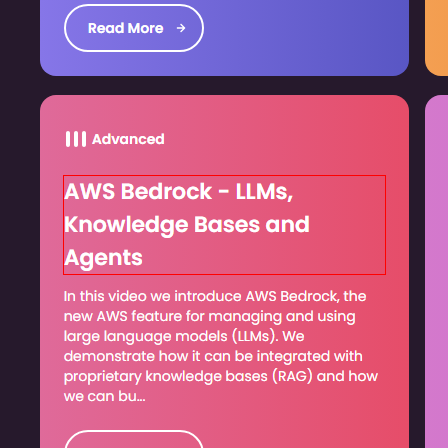 Read More
Advanced
AWS Bedrock - LLMs,
Knowledge Bases and
Agents
In this video we introduce AWS Bedrock, the
new AWS feature for managing and using
large language models (LLMs). We
demonstrate how it can be integrated with
proprietary knowledge bases (RAG) and how
we can bu...